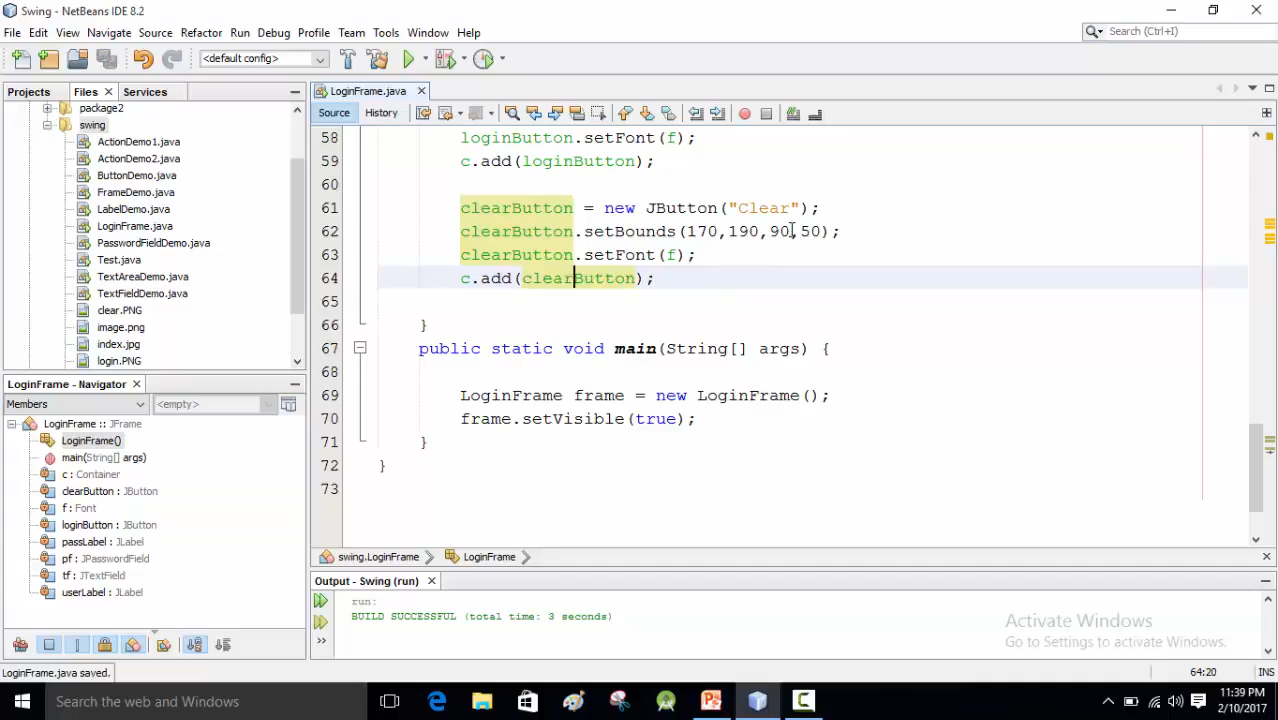 Swing - NetBeans IDE 8.2
File Edit View Navigate Source Refactor Run Debug Profile Team Tools Window Help
Search (Ctrl+I)
<default config>
Projects Files Services
LoginFrame.java
Source History
package2
swing
ActionDemo1.java
ActionDemo2.java
ButtonDemo.java
FrameDemo.java
LabelDemo.java
LoginFrame.java
PasswordFieldDemo.java
Test.java
TextAreaDemo.java
TextFieldDemo.java
clear.PNG
image.png
index.jpg
login.PNG
58 loginButton.setFont(f);
59 c.add(loginButton);
60
61 clearButton = new JButton("Clear");
62 clearButton.setBounds(170,190,90,50);
63 clearButton.setFont(f);
64 c.add(clearButton);
65
66 }
67 public static void main(String[] args) {
68
69 LoginFrame frame = new LoginFrame();
70 frame.setVisible(true);
71 }
72 }
73
LoginFrame - Navigator
Members <empty>
LoginFrame :: JFrame
LoginFrame()
main(String[] args)
c : Container
clearButton : JButton
f : Font
loginButton : JButton
passLabel : JLabel
pf : JPasswordField
tf : JTextField
userLabel : JLabel
swing.LoginFrame LoginFrame
Output - Swing (run)
run:
BUILD SUCCESSFUL (total time: 3 seconds)
Activate Windows
Go to Settings to activate Windows.
LoginFrame.java saved.
64:20 INS
Search the web and Windows
11:39 PM
2/10/2017